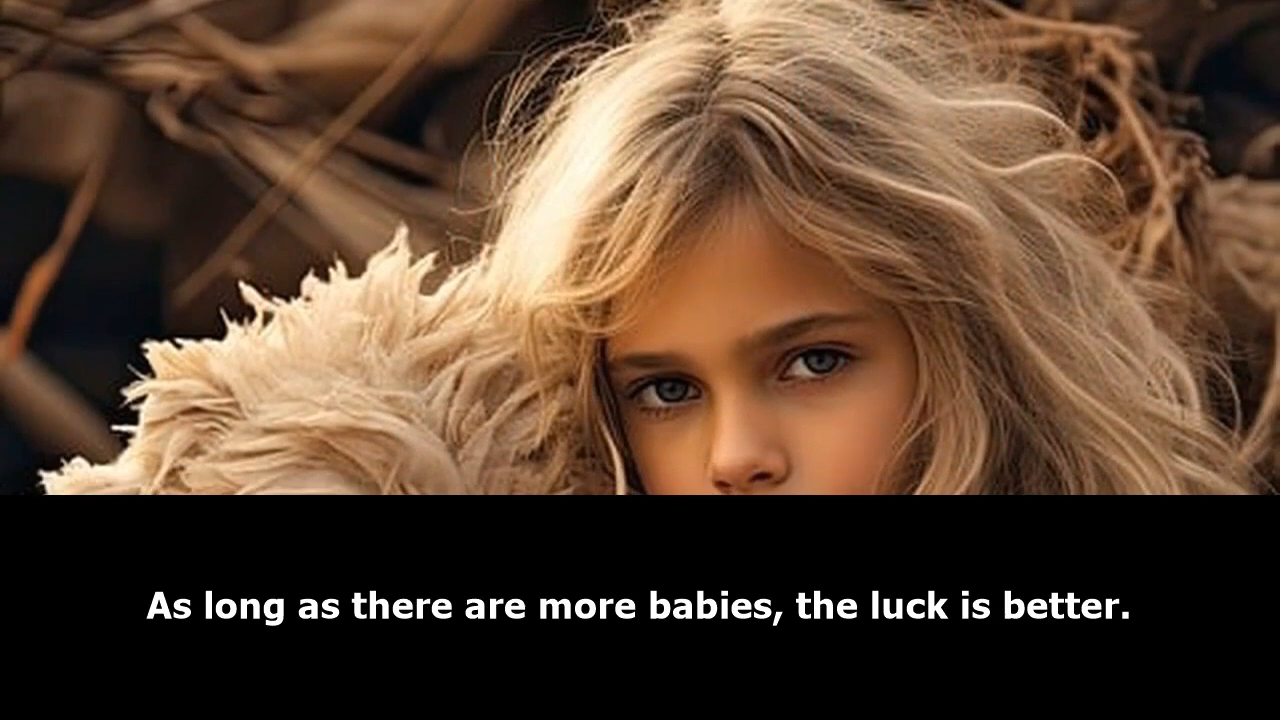 As long as there are more babies, the luck is better.